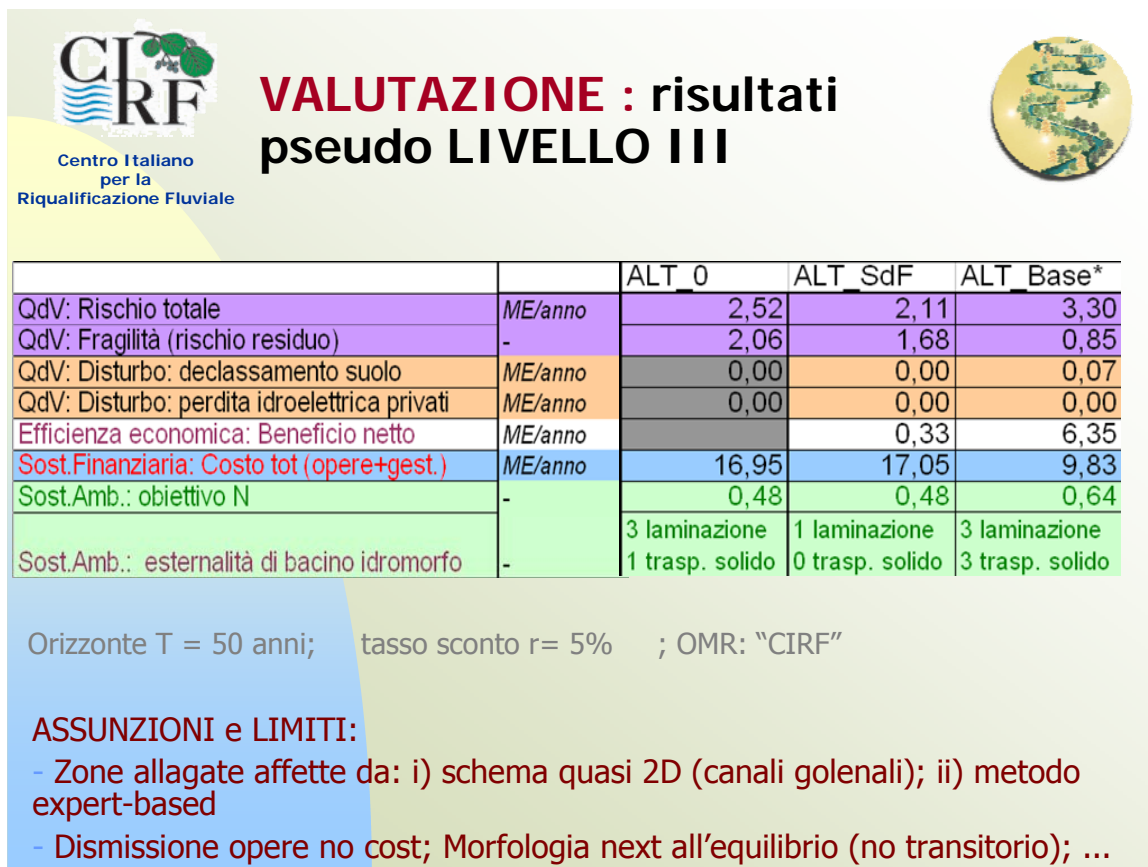 CIRF
Centro Italiano
per la
Riqualificazione Fluviale
VALUTAZIONE : risultati
pseudo LIVELLO III
ALT_0 ALT_SdF ALT_Base*
QdV: Rischio totale ME/anno 2,52 2,11 3,30
QdV: Fragilità (rischio residuo) - 2,06 1,68 0,85
QdV: Disturbo: declassamento suolo ME/anno 0,00 0,00 0,07
QdV: Disturbo: perdita idroelettrica privati ME/anno 0,00 0,00 0,00
Efficienza economica: Beneficio netto ME/anno 0,33 6,35
Sost.Finanziaria: Costo tot (opere+gest.) ME/anno 16,95 17,05 9,83
Sost.Amb.: obiettivo N - 0,48 0,48 0,64
3 laminazione 1 laminazione 3 laminazione
Sost.Amb.: esternalità di bacino idromorfo - 1 trasp. solido 0 trasp. solido 3 trasp. solido
Orizzonte T = 50 anni; tasso sconto r= 5% ; OMR: “CIRF”
ASSUNZIONI e LIMITI:
- Zone allagate affette da: i) schema quasi 2D (canali golenali); ii) metodo
expert-based
- Dismissione opere no cost; Morfologia next all’equilibrio (no transitorio); ...